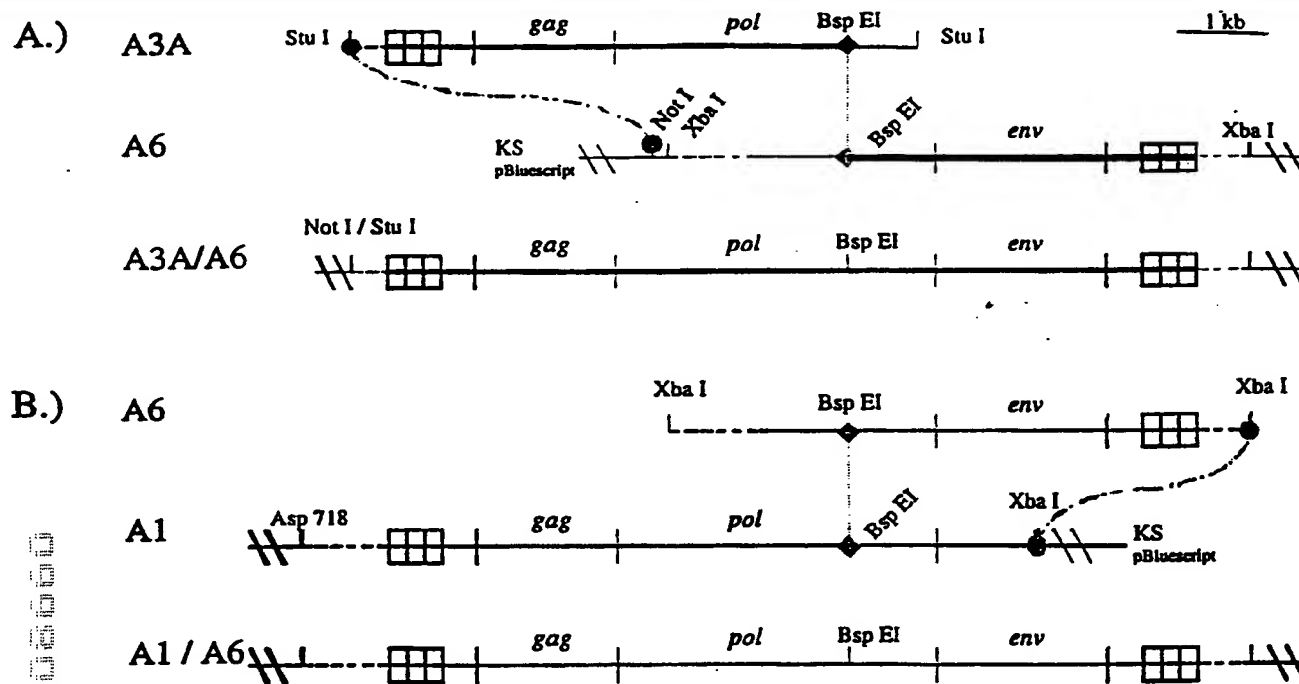 A.) A3A Stu I gag pol Bsp EI Stu I 1 kb
A6 KS pBluescript Not I Xba I Bsp EI env Xba I
Not I / Stu I
A3A/A6 gag pol Bsp EI env
B.) A6 Xba I Bsp EI env Xba I
A1 Asp 718 gag pol Bsp EI Xba I KS pBluescript
A1 / A6 gag pol Bsp EI env